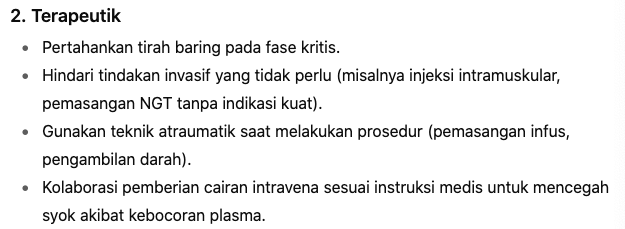 2. Terapeutik
• Pertahankan tirah baring pada fase kritis.
• Hindari tindakan invasif yang tidak perlu (misalnya injeksi intramuskular,
pemasangan NGT tanpa indikasi kuat).
• Gunakan teknik atraumatik saat melakukan prosedur (pemasangan infus,
pengambilan darah).
• Kolaborasi pemberian cairan intravena sesuai instruksi medis untuk mencegah
syok akibat kebocoran plasma.